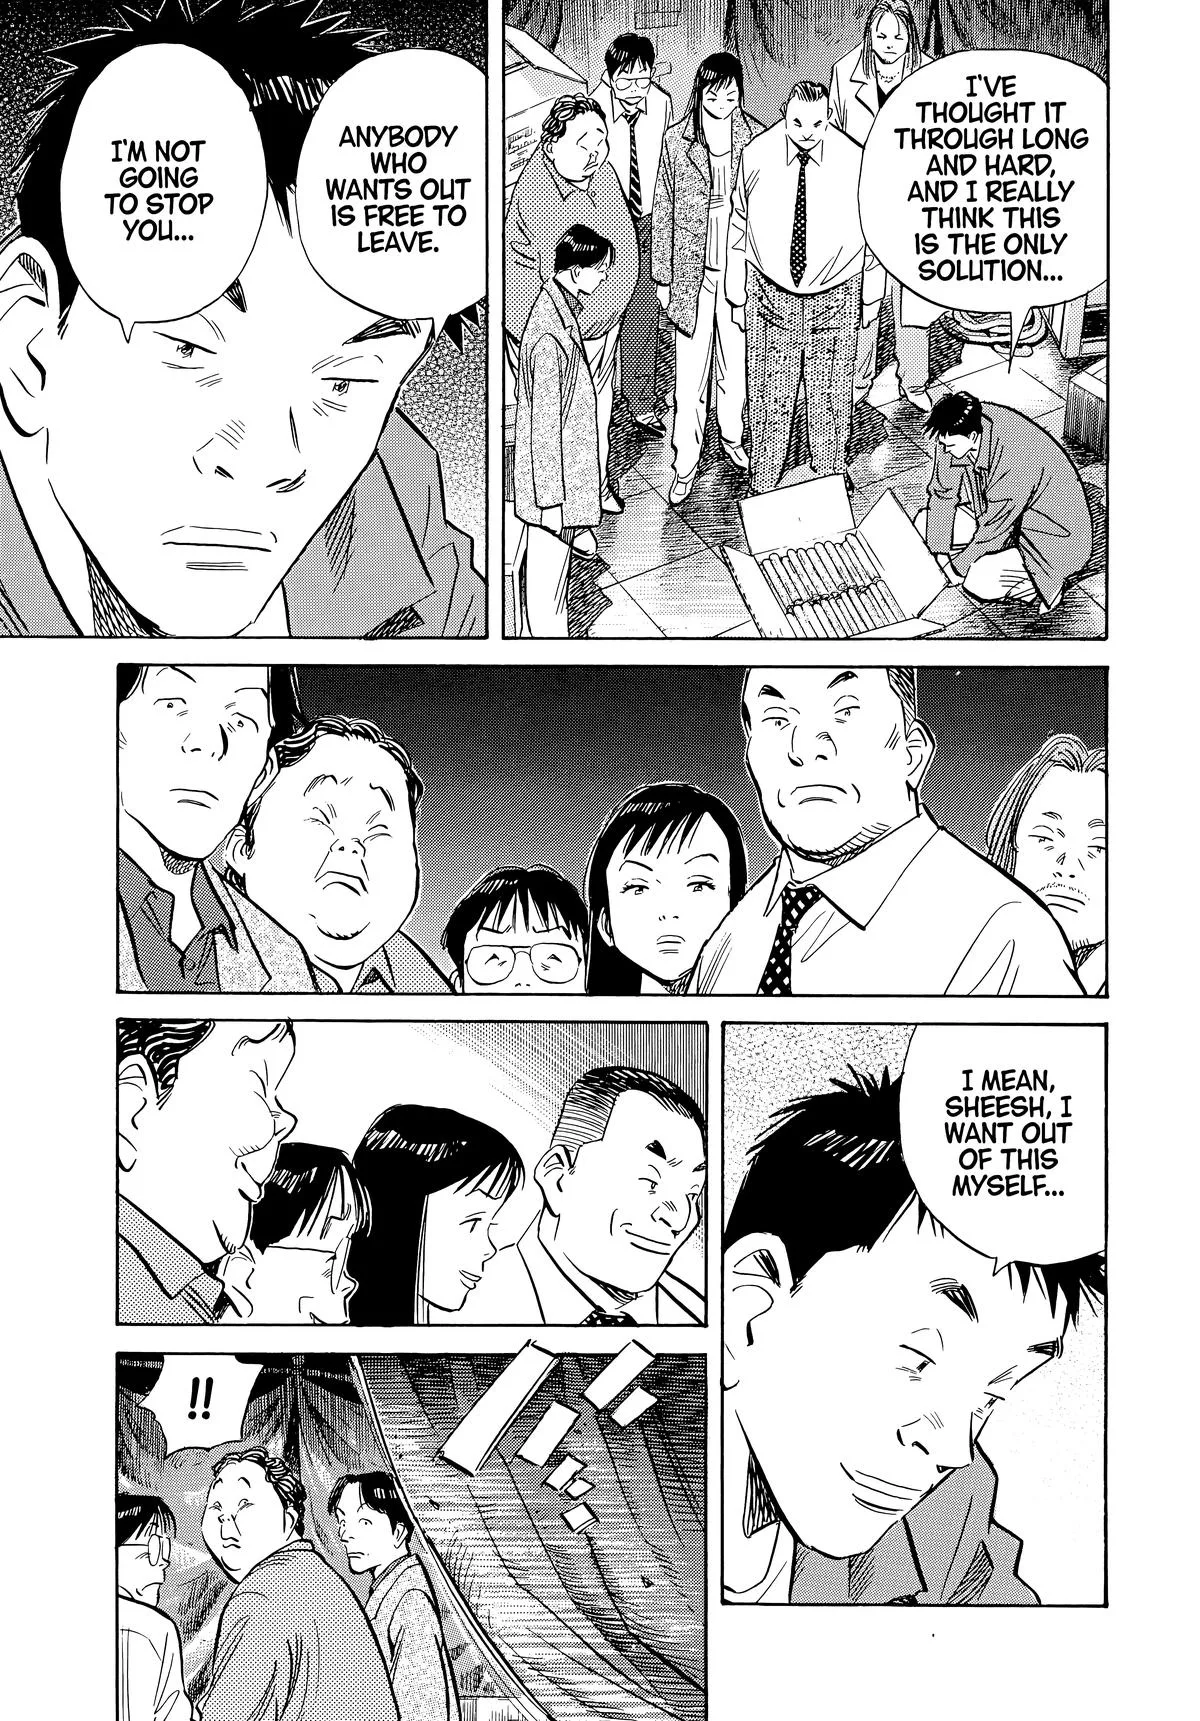 I'VE
THOUGHT IT
THROUGH LONG
AND HARD,
AND I REALLY
THINK THIS
IS THE ONLY
SOLUTION...
ANYBODY
WHO
WANTS OUT
IS FREE TO
LEAVE.
I'M NOT
GOING
TO STOP
YOU...
I MEAN,
SHEESH, I
WANT OUT
OF THIS
MYSELF...
!!